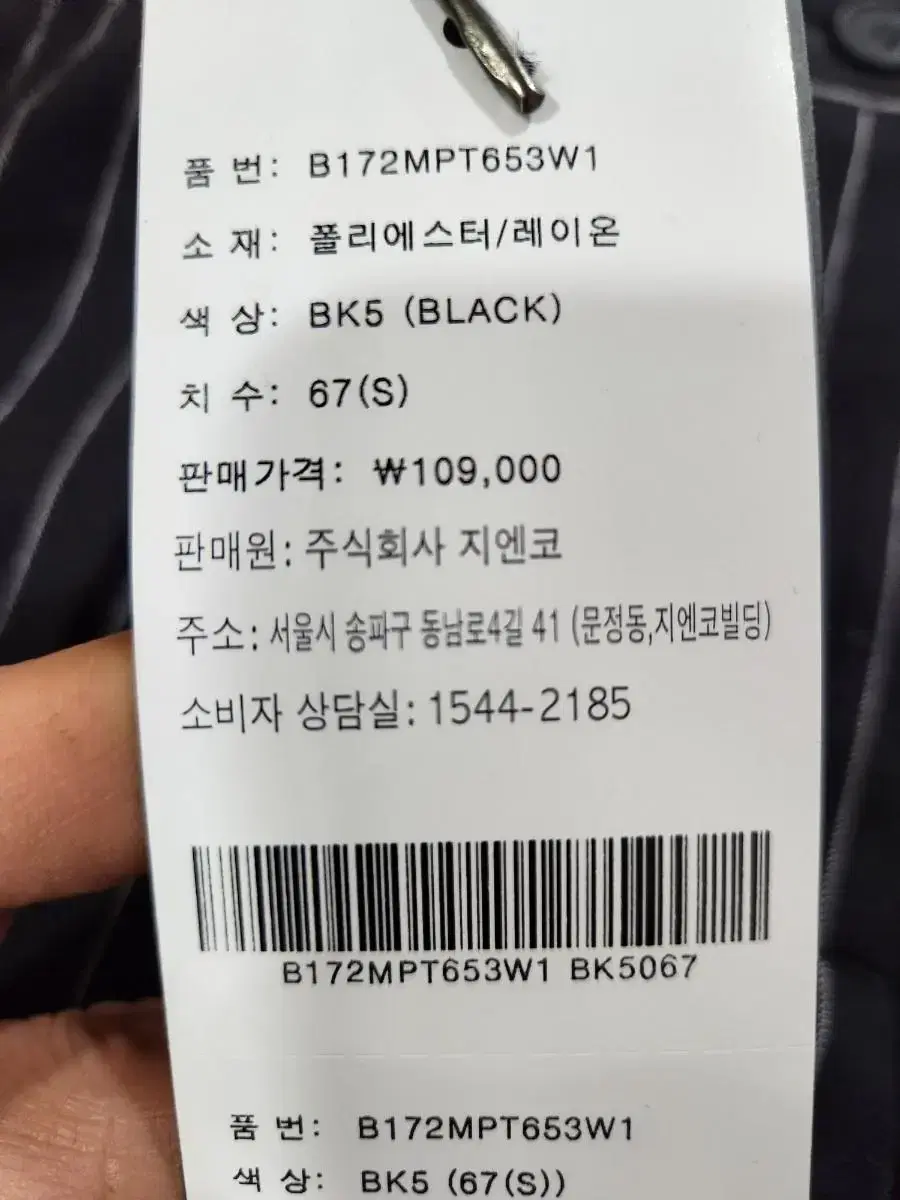 품 번: B172MPT653W1
소 재: 폴리에스터/레이온
색 상: BK5 (BLACK)
치 수: 67(S)
판매가격: ₩109,000
판매원: 주식회사 지엔코
주소: 서울시 송파구 동남로4길 41 (문정동,지엔코빌딩)
소비자 상담실: 1544-2185
B172MPT653W1 BK5067
품 번: B172MPT653W1
색 상: BK5 (67(S))